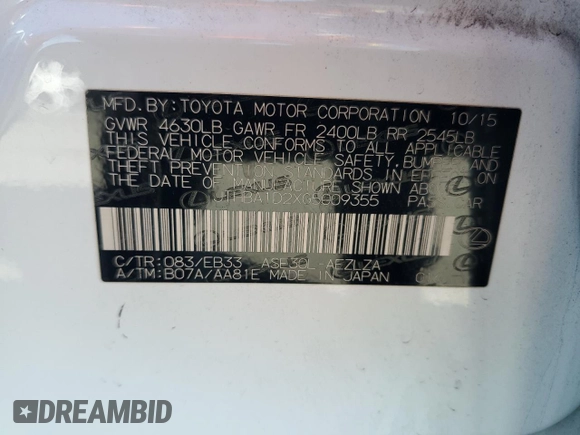 MFD. BY: TOYOTA MOTOR CORPORATION 10/15
GVWR 4630LB GAWR FR 2400LB RR 2545LB
THIS VEHICLE CONFORMS TO ALL APPLICABLE
FEDERAL MOTOR VEHICLE SAFETY, BUMPER, AND
THEFT PREVENTION STANDARDS IN EFFECT
ON THE DATE OF MANUFACTURE SHOWN ABOVE.
JTHBA1D2XG5009355 PASS. CAR
C/TR: 083/EB33 ASE30L-AEZLZA
A/TM: B07A/AA81E MADE IN JAPAN
DREAMBID